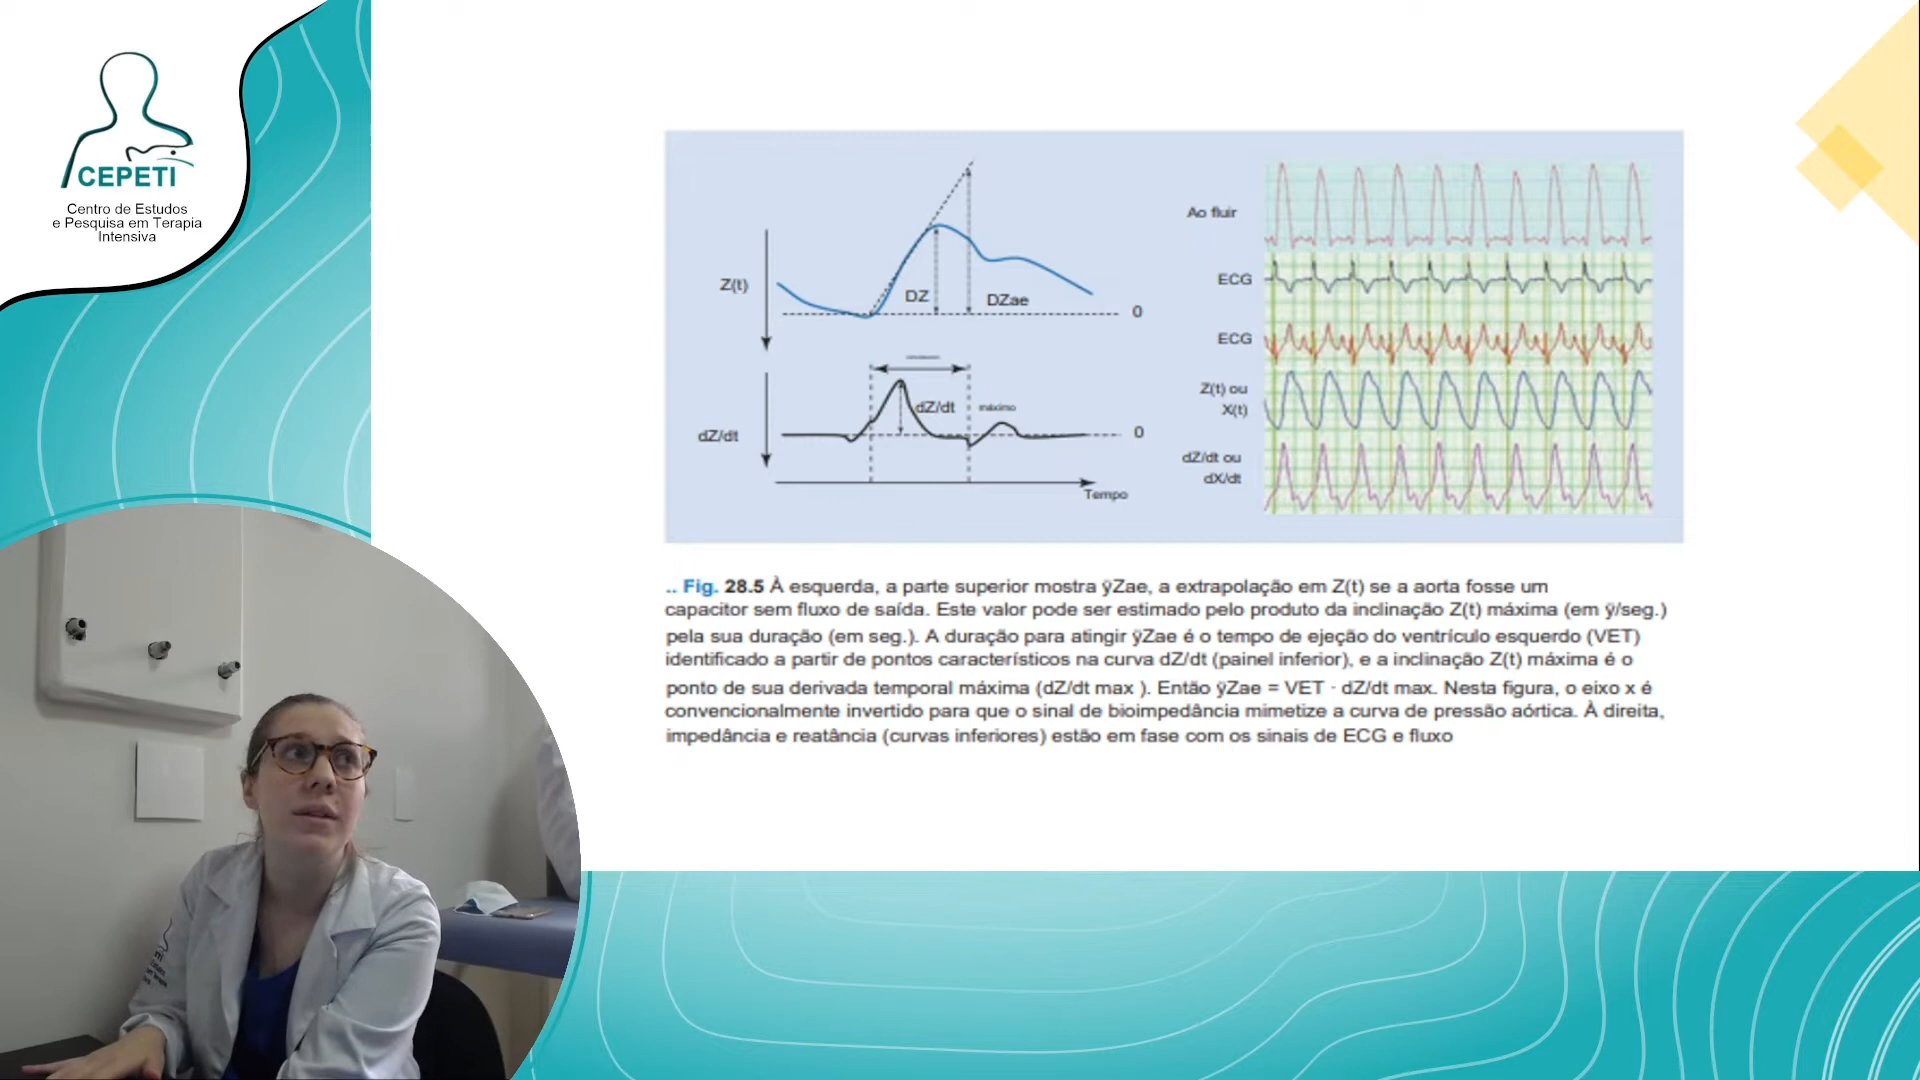 CEPETI
Centro de Estudos
e Pesquisa em Terapia
Intensiva
Z(t)
DZ
DZae
0
dZ/dt
máximo
dZ/dt
0
Tempo
Ao fluir
ECG
ECG
Z(t) ou
X(t)
dZ/dt ou
dX/dt
.. Fig. 28.5 À esquerda, a parte superior mostra ÿZae, a extrapolação em Z(t) se a aorta fosse um
capacitor sem fluxo de saída. Este valor pode ser estimado pelo produto da inclinação Z(t) máxima (em ÿ/seg.)
pela sua duração (em seg.). A duração para atingir ÿZae é o tempo de ejeção do ventrículo esquerdo (VET)
identificado a partir de pontos característicos na curva dZ/dt (painel inferior), e a inclinação Z(t) máxima é o
ponto de sua derivada temporal máxima (dZ/dt max ). Então ÿZae = VET · dZ/dt max. Nesta figura, o eixo x é
convencionalmente invertido para que o sinal de bioimpedância mimetize a curva de pressão aórtica. À direita,
impedância e reatância (curvas inferiores) estão em fase com os sinais de ECG e fluxo